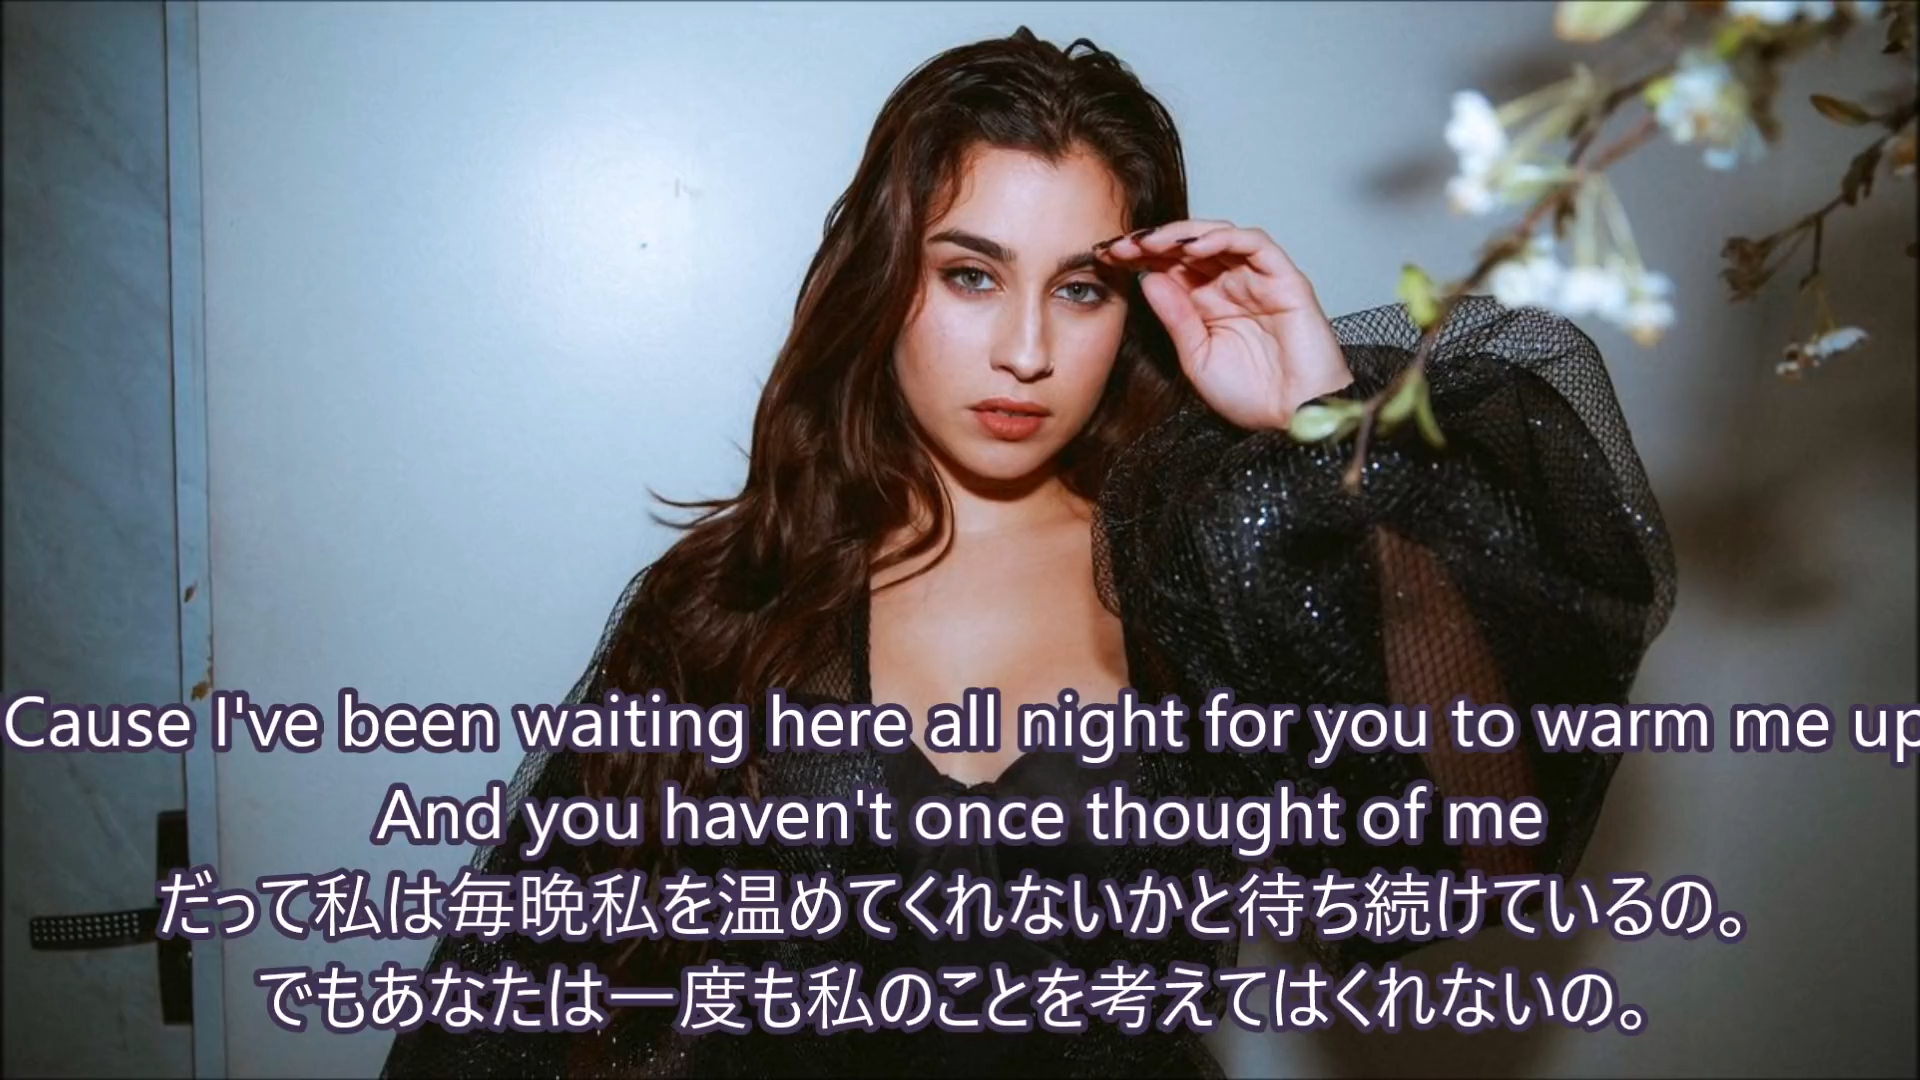 Cause I've been waiting here all night for you to warm me up
And you haven't once thought of me
だって私は毎晩私を温めてくれないかと待ち続けているの。
でもあなたは一度も私のことを考えてはくれないの。